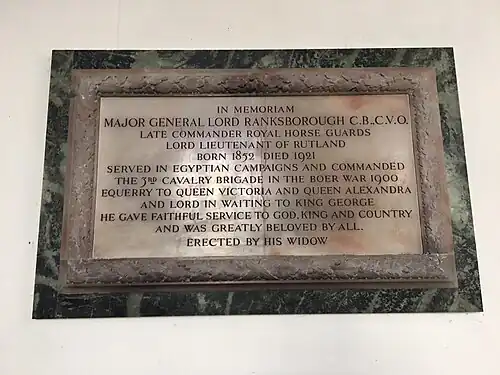 IN MEMORIAM
MAJOR GENERAL LORD RANKSBOROUGH C.B., C.V.O.
LATE COMMANDER ROYAL HORSE GUARDS
LORD LIEUTENANT OF RUTLAND
BORN 1852 DIED 1921
SERVED IN EGYPTIAN CAMPAIGNS AND COMMANDED
THE 3RD CAVALRY BRIGADE IN THE BOER WAR 1900
EQUERRY TO QUEEN VICTORIA AND QUEEN ALEXANDRA
AND LORD IN WAITING TO KING GEORGE
HE GAVE FAITHFUL SERVICE TO GOD, KING AND COUNTRY
AND WAS GREATLY BELOVED BY ALL.
ERECTED BY HIS WIDOW